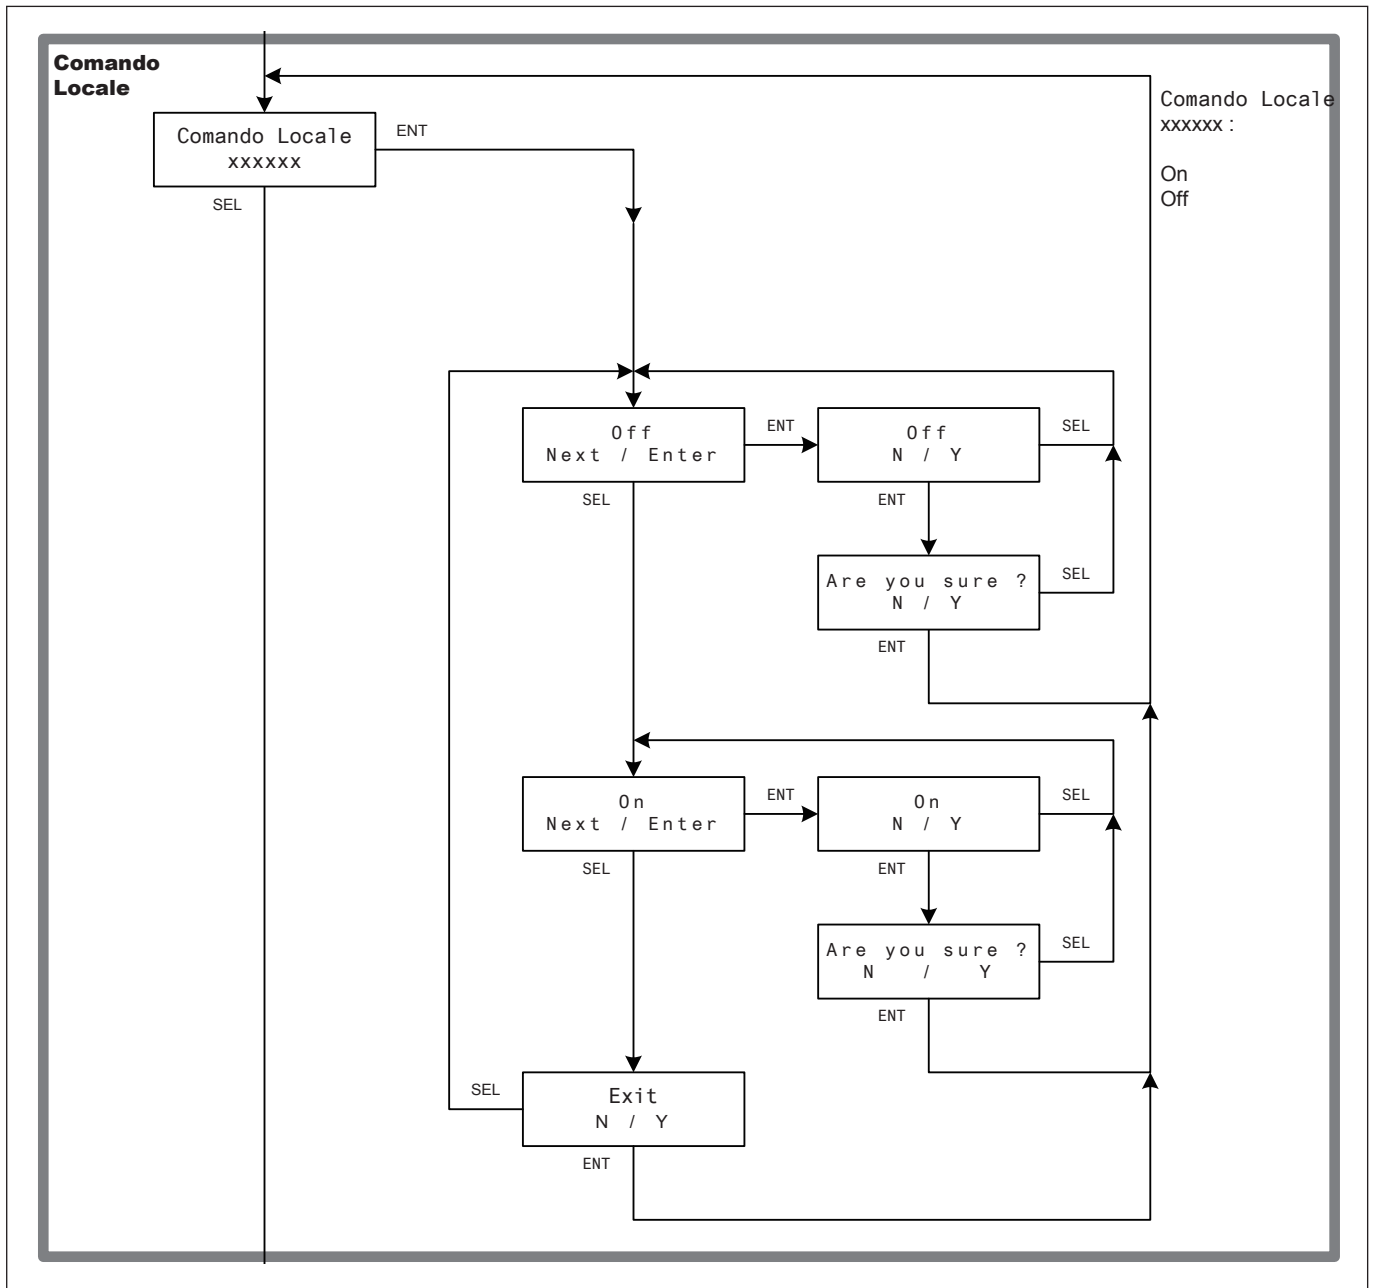 Comando
Locale
Comando Locale
xxxxxx
ENT
SEL
Comando Locale
xxxxxx :
On
Off
Off
Next / Enter
ENT
SEL
Off
N / Y
SEL
ENT
Are you sure ?
N / Y
SEL
ENT
On
Next / Enter
ENT
SEL
On
N / Y
SEL
ENT
Are you sure ?
N / Y
SEL
ENT
SEL
Exit
N / Y
ENT